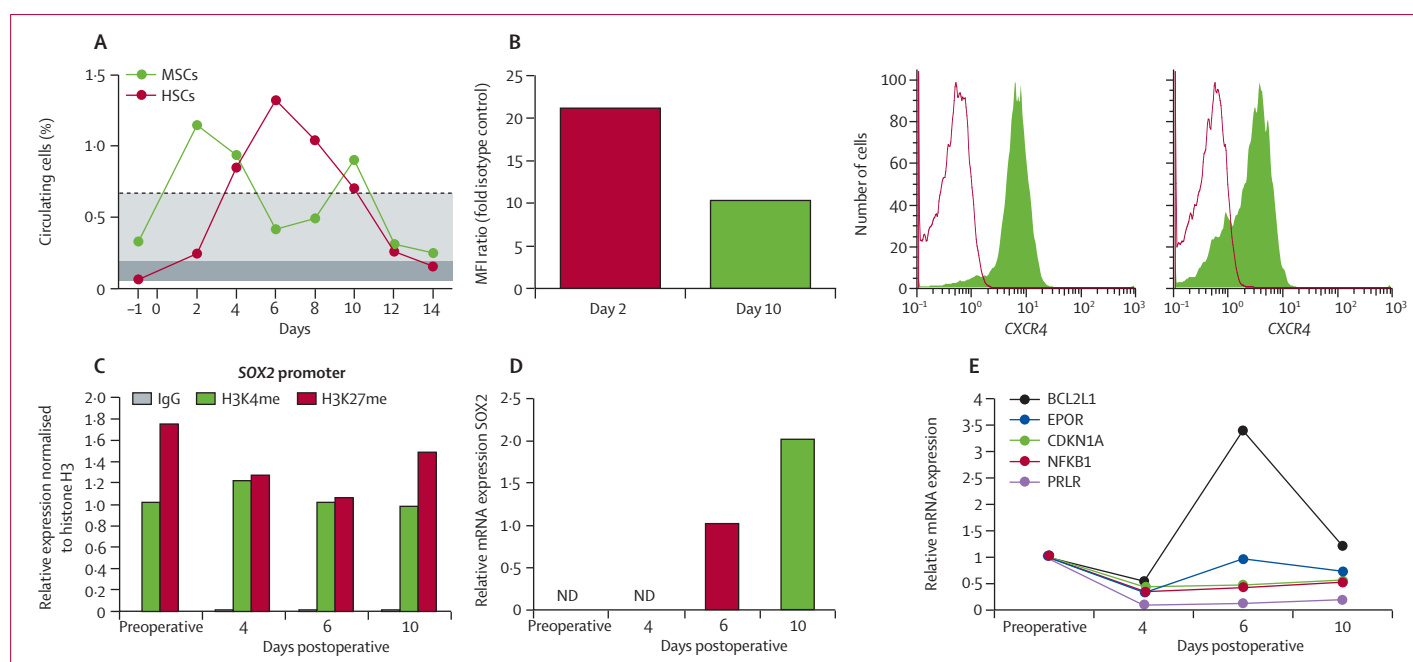 A
MSCs
HSCs
1·5
1·0
0·5
0
Circulating cells (%)
–1 0 2 4 6 8 10 12 14
Days
B
25
20
15
10
5
0
MFI ratio (fold isotype control)
Day 2 Day 10
100
80
60
40
20
0
Number of cells
10⁻¹ 10⁰ 10¹ 10² 10³
CXCR4
10⁻¹ 10⁰ 10¹ 10² 10³
CXCR4
C
SOX2 promoter
IgG H3K4me H3K27me
2·0
1·8
1·6
1·4
1·2
1·0
0·8
0·6
0·4
0·2
0
Relative expression normalised
to histone H3
Preoperative 4 6 10
Days postoperative
D
2·5
2·0
1·5
1·0
0·5
0
Relative mRNA expression SOX2
ND ND
Preoperative 4 6 10
Days postoperative
E
BCL2L1
EPOR
CDKN1A
NFKB1
PRLR
4
3·5
3
2·5
2
1·5
1
0·5
0
Relative mRNA expression
Preoperative 4 6 10
Days postoperative